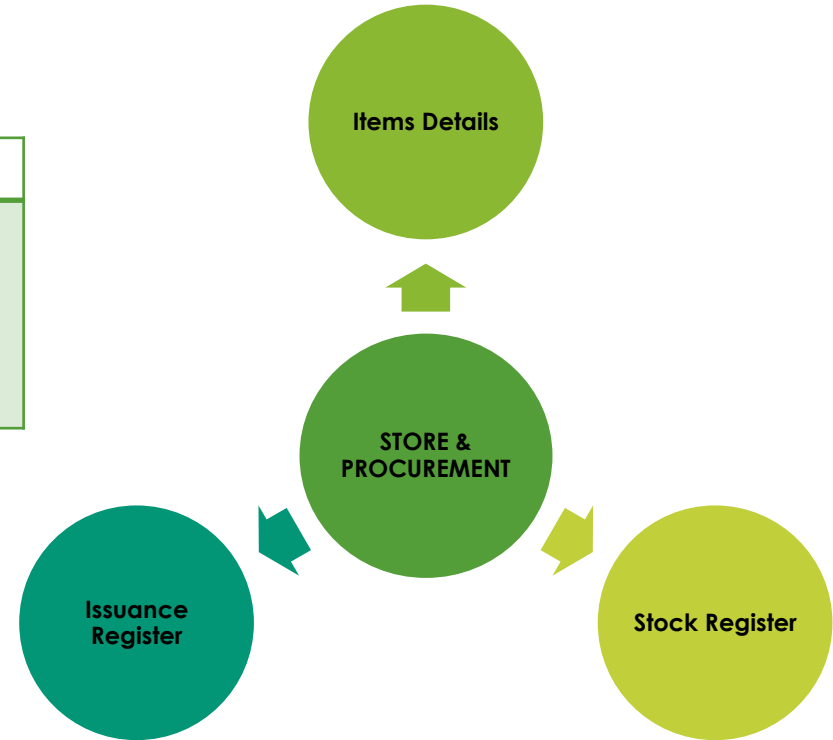 Items Details
STORE &
PROCUREMENT
Issuance
Register
Stock Register